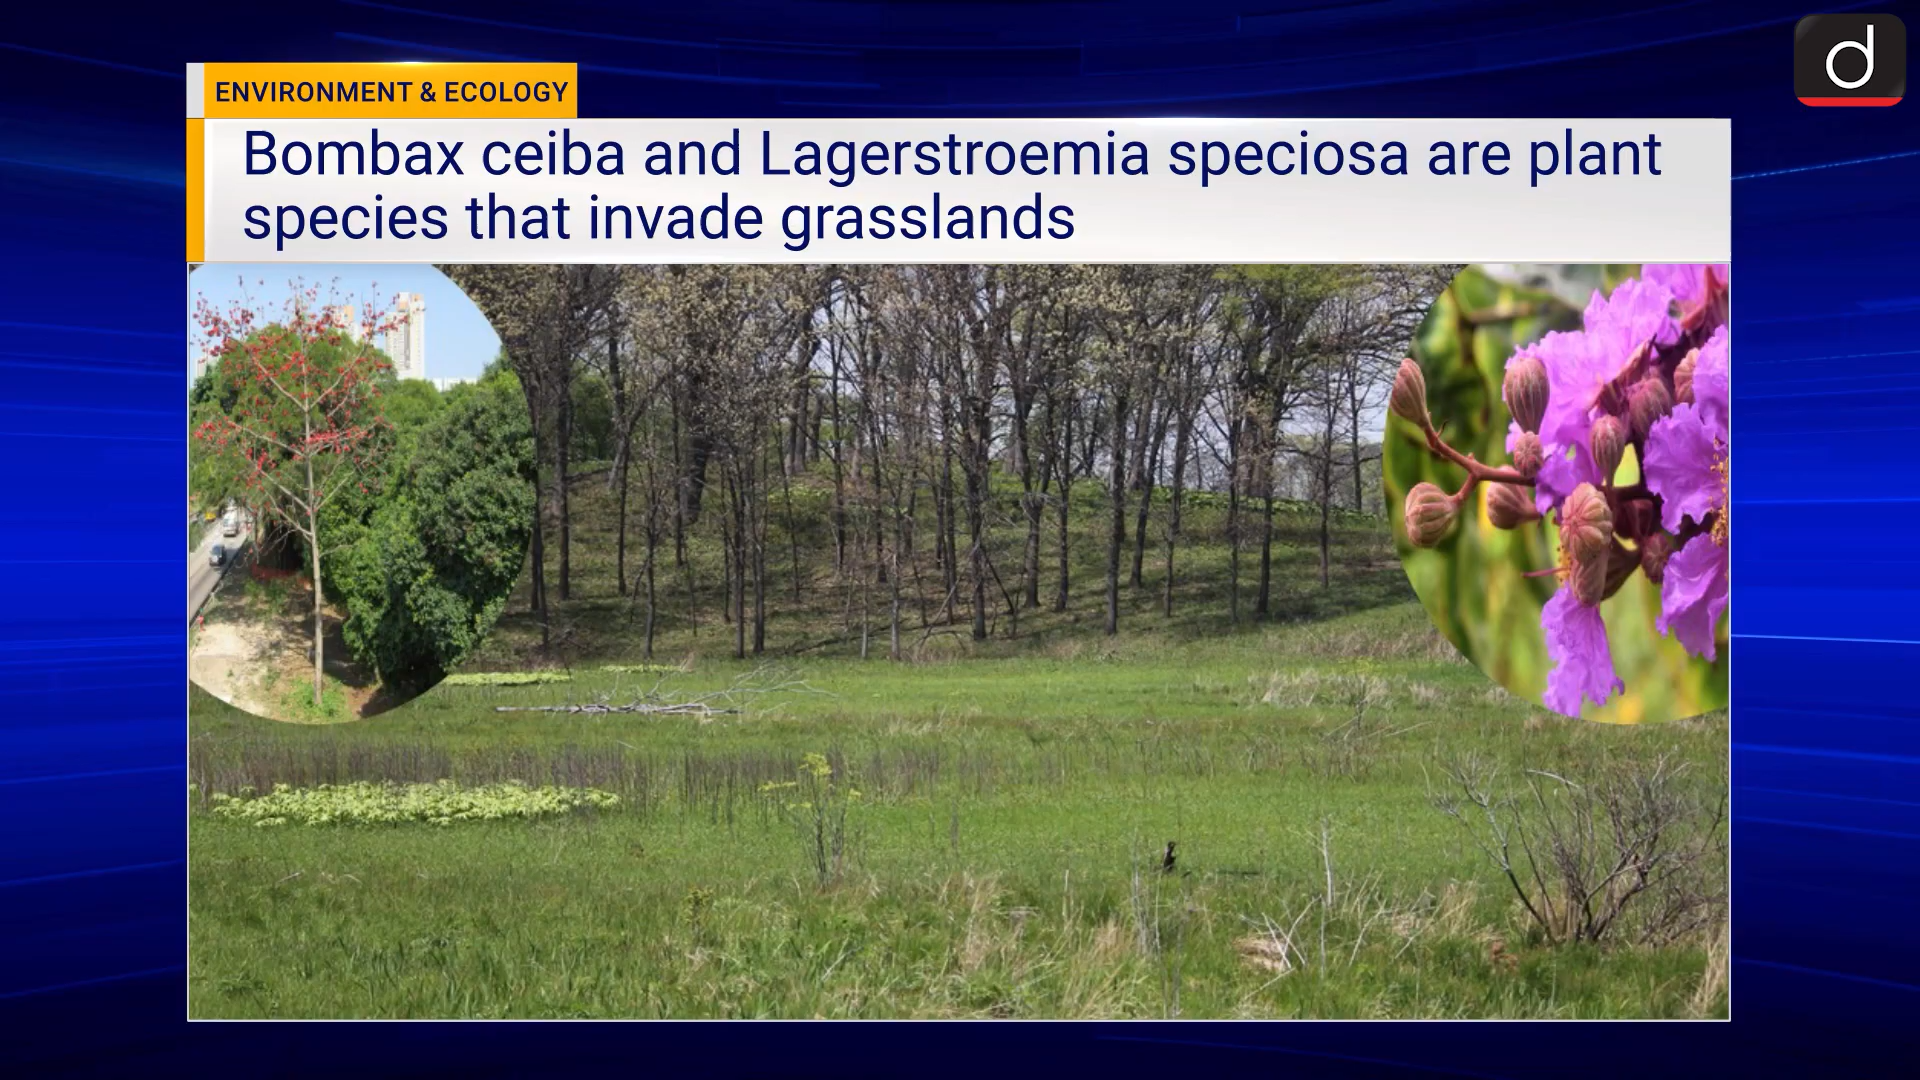 ENVIRONMENT & ECOLOGY
Bombax ceiba and Lagerstroemia speciosa are plant
species that invade grasslands
d